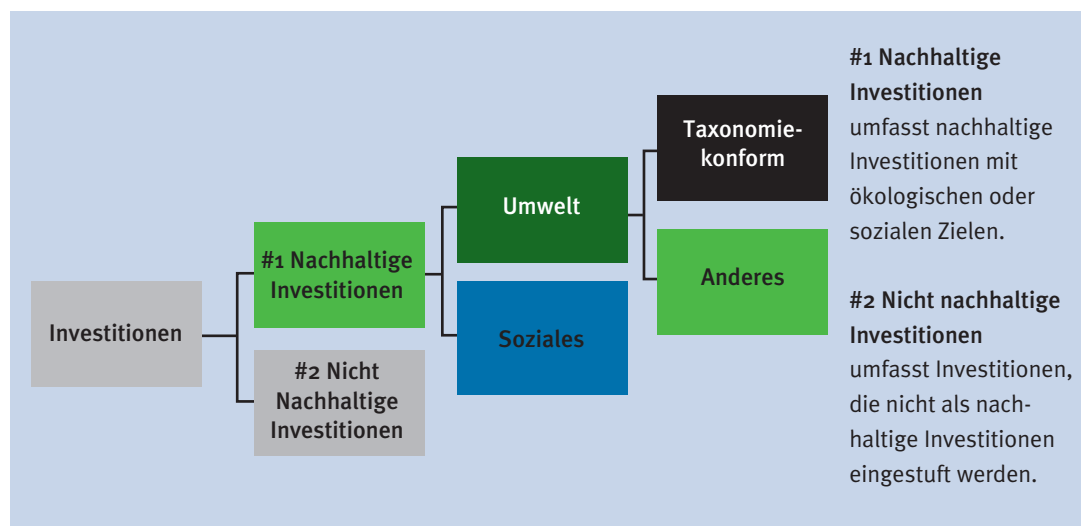 Investitionen
#1 Nachhaltige
Investitionen
#2 Nicht
Nachhaltige
Investitionen
Umwelt
Soziales
Taxonomie-
konform
Anderes
#1 Nachhaltige
Investitionen
umfasst nachhaltige
Investitionen mit
ökologischen oder
sozialen Zielen.
#2 Nicht nachhaltige
Investitionen
umfasst Investitionen,
die nicht als nach-
haltige Investitionen
eingestuft werden.